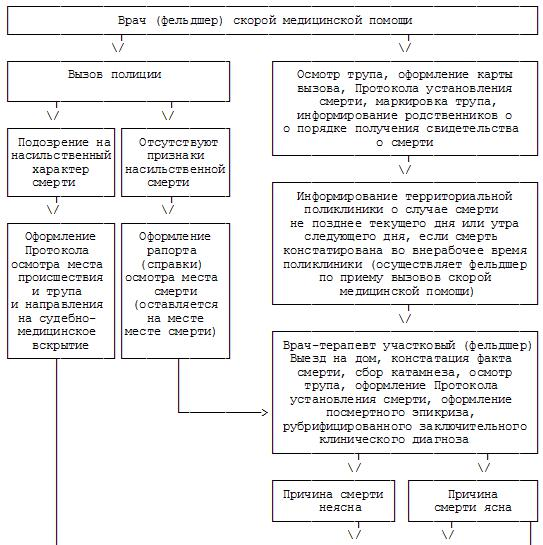 Врач (фельдшер) скорой медицинской помощи
Вызов полиции
Осмотр трупа, оформление карты
вызова, Протокола установления
смерти, маркировка трупа,
информирование родственников о
о порядке получения свидетельства
о смерти
Подозрение на
насильственный
характер
смерти
Отсутствуют
признаки
насильственной
смерти
Информирование территориальной
поликлиники о случае смерти
не позднее текущего дня или утра
следующего дня, если смерть
констатирована во внерабочее время
поликлиники (осуществляет фельдшер
по приему вызовов скорой
медицинской помощи)
Оформление
Протокола
осмотра места
происшествия
и трупа
и направления
на судебно-
медицинское
вскрытие
Оформление
рапорта
(справки)
осмотра места
смерти
(оставляется
на месте
месте смерти)
Врач-терапевт участковый (фельдшер)
Выезд на дом, констатация факта
смерти, сбор катамнеза, осмотр
трупа, оформление Протокола
установления смерти, оформление
посмертного эпикриза,
рубрифицированного заключительного
клинического диагноза
Причина смерти
неясна
Причина
смерти ясна